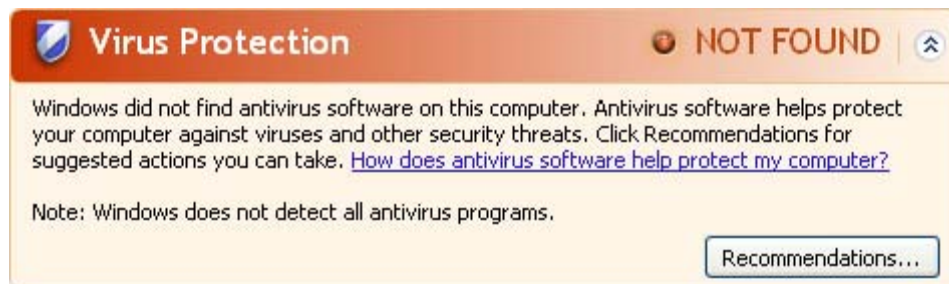 Virus Protection NOT FOUND
Windows did not find antivirus software on this computer. Antivirus software helps protect
your computer against viruses and other security threats. Click Recommendations for
suggested actions you can take. How does antivirus software help protect my computer?
Note: Windows does not detect all antivirus programs.
Recommendations...